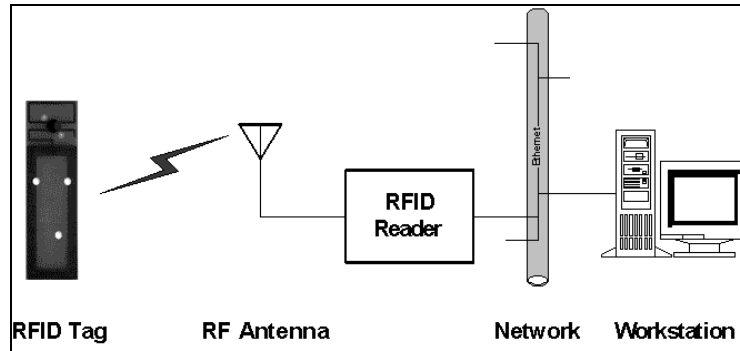 Ethernet
RFID
Reader
RFID Tag
RF Antenna
Network
Workstation